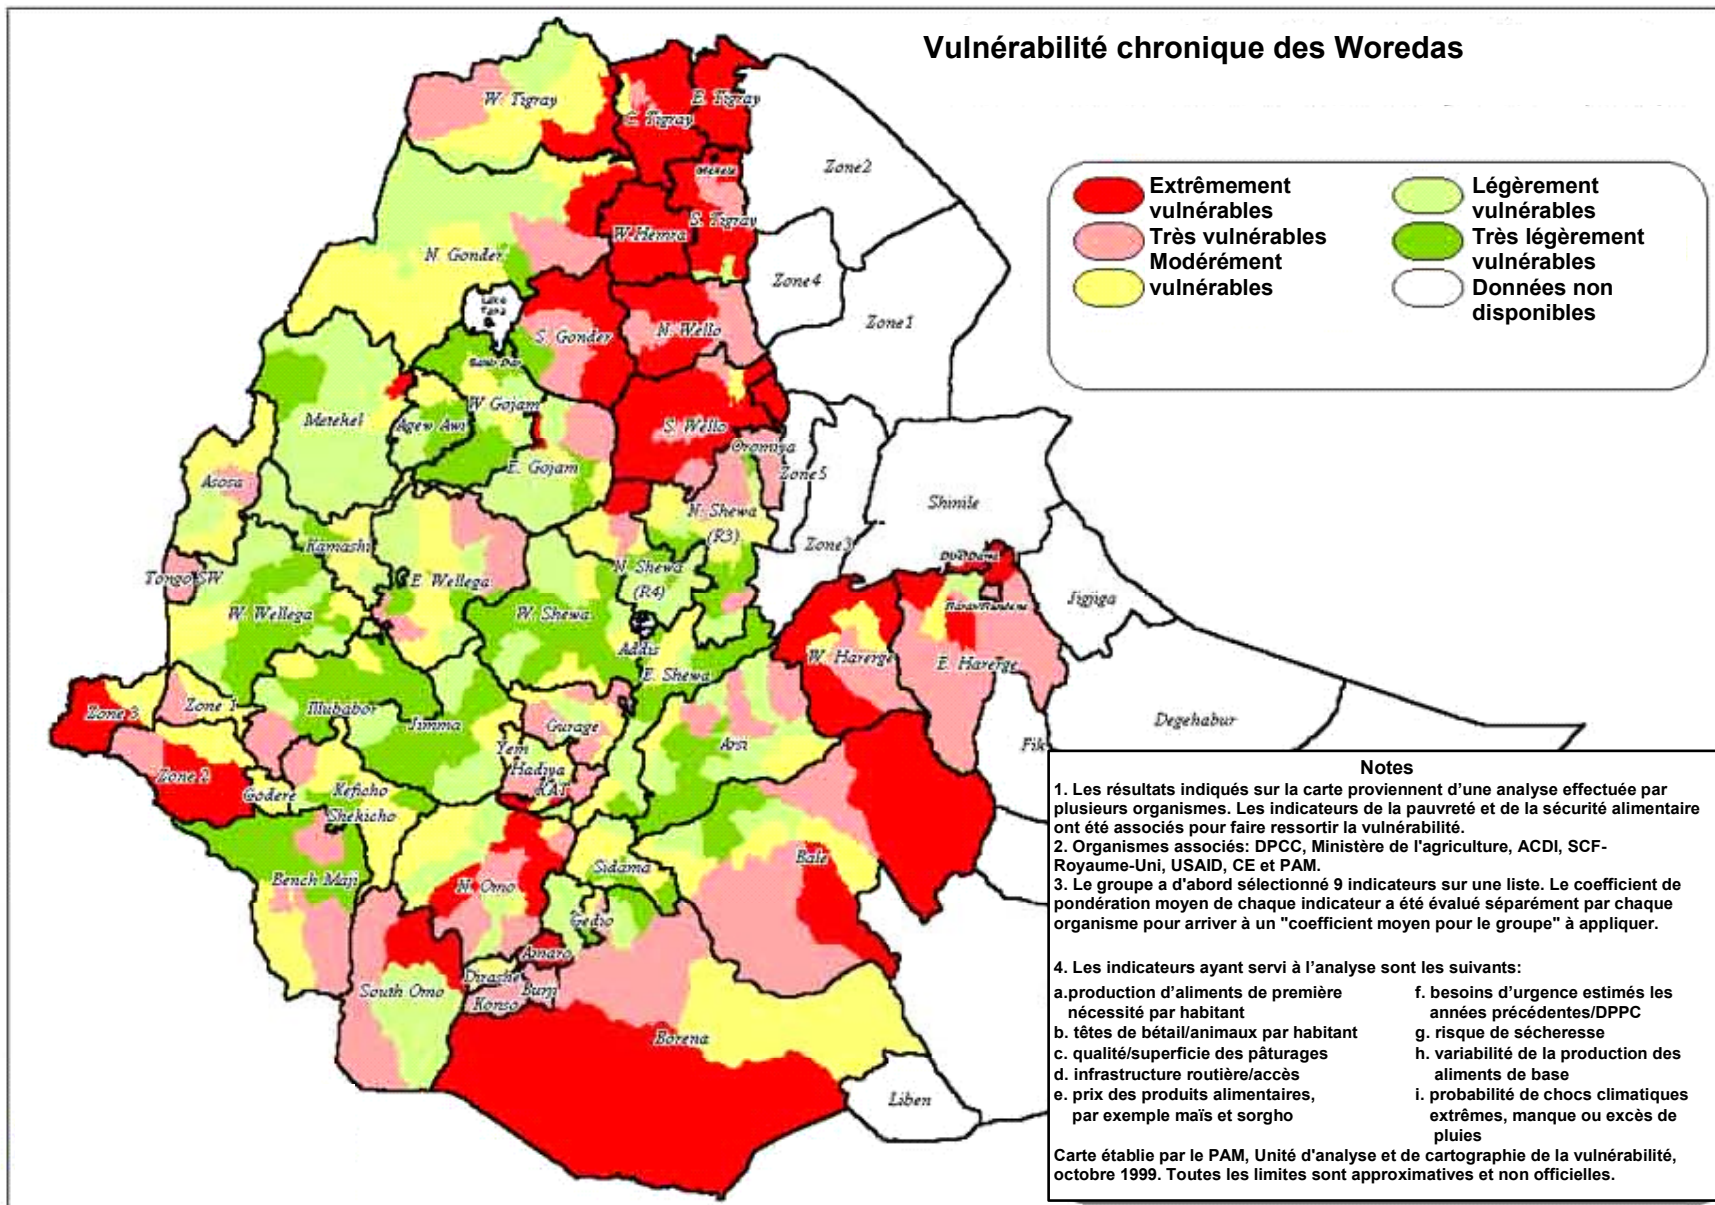 Vulnérabilité chronique des Woredas
Extrêmement
vulnérables
Très vulnérables
Modérément
vulnérables
Légèrement
vulnérables
Très légèrement
vulnérables
Données non
disponibles
W. Tigray
C. Tigray
E. Tigray
Mekele
S. Tigray
Zone2
W.Hemra
N. Gonder
Lake
Tana
Zone4
Zone1
S. Gonder
N. Wello
Bahir Dar
W. Gojam
Metekel
Agew Awi
S. Wello
Oromiya
E. Gojam
Zone5
Asosa
N. Shewa
(R3)
Shinile
Kamashi
Zone3
Dire Dawa
Tongo SW
E. Wellega
N. Shewa
(R4)
Jigjiga
W. Wellega
W. Shewa
Addis
E. Shewa
W. Harerge
E. Harerge
Zone 3
Zone 1
Illubabor
Jimma
Gurage
Arsi
Degehabur
Fik
Yem
Hadiya
KAT
Zone 2
Godere
Keficho
Shekicho
Bench Maji
N. Omo
Sidama
Bale
Gedio
Amaro
Dirashe
Burji
Konso
South Omo
Borena
Liben
Notes
1. Les résultats indiqués sur la carte proviennent d'une analyse effectuée par
plusieurs organismes. Les indicateurs de la pauvreté et de la sécurité alimentaire
ont été associés pour faire ressortir la vulnérabilité.
2. Organismes associés: DPCC, Ministère de l'agriculture, ACDI, SCF-
Royaume-Uni, USAID, CE et PAM.
3. Le groupe a d'abord sélectionné 9 indicateurs sur une liste. Le coefficient de
pondération moyen de chaque indicateur a été évalué séparément par chaque
organisme pour arriver à un "coefficient moyen pour le groupe" à appliquer.
4. Les indicateurs ayant servi à l'analyse sont les suivants:
a.production d'aliments de première
nécessité par habitant
b. têtes de bétail/animaux par habitant
c. qualité/superficie des pâturages
d. infrastructure routière/accès
e. prix des produits alimentaires,
par exemple maïs et sorgho
f. besoins d'urgence estimés les
années précédentes/DPPC
g. risque de sécheresse
h. variabilité de la production des
aliments de base
i. probabilité de chocs climatiques
extrêmes, manque ou excès de
pluies
Carte établie par le PAM, Unité d'analyse et de cartographie de la vulnérabilité,
octobre 1999. Toutes les limites sont approximatives et non officielles.